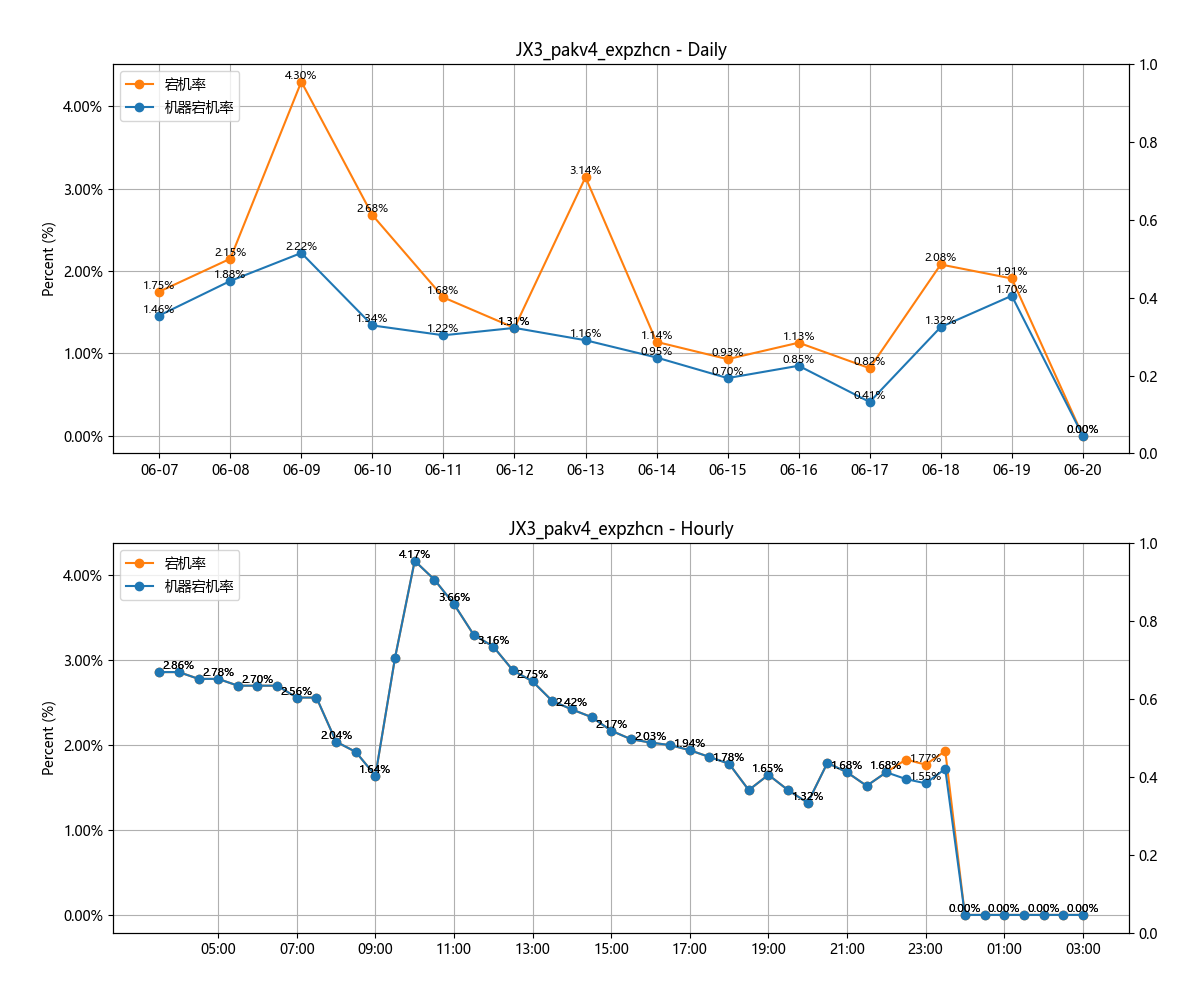 JX3_pakv4_expzhcn - Daily
宕机率
机器宕机率
Percent (%)
4.00%
3.00%
2.00%
1.00%
0.00%
1.0
0.8
0.6
0.4
0.2
0.0
1.75% 2.15% 4.30% 2.68% 1.68% 1.31% 3.14% 1.14% 0.93% 1.13% 0.82% 2.08% 1.91% 0.00%
1.46% 1.88% 2.22% 1.34% 1.22% 1.31% 1.16% 0.95% 0.70% 0.85% 0.41% 1.32% 1.70% 0.00%
06-07 06-08 06-09 06-10 06-11 06-12 06-13 06-14 06-15 06-16 06-17 06-18 06-19 06-20
JX3_pakv4_expzhcn - Hourly
宕机率
机器宕机率
Percent (%)
4.00%
3.00%
2.00%
1.00%
0.00%
1.0
0.8
0.6
0.4
0.2
0.0
2.86% 2.78% 2.70% 2.56% 2.04% 1.64% 4.17% 3.66% 3.16% 2.75% 2.42% 2.17% 2.03% 1.94% 1.78% 1.65% 1.32% 1.68% 1.68% 1.77% 0.00% 0.00% 0.00% 0.00%
1.55%
05:00 07:00 09:00 11:00 13:00 15:00 17:00 19:00 21:00 23:00 01:00 03:00